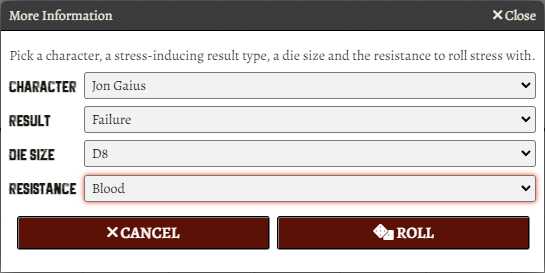 More Information
Close
Pick a character, a stress-inducing result type, a die size and the resistance to roll stress with.
CHARACTER Jon Gaius
RESULT Failure
DIE SIZE D8
RESISTANCE Blood
CANCEL
ROLL